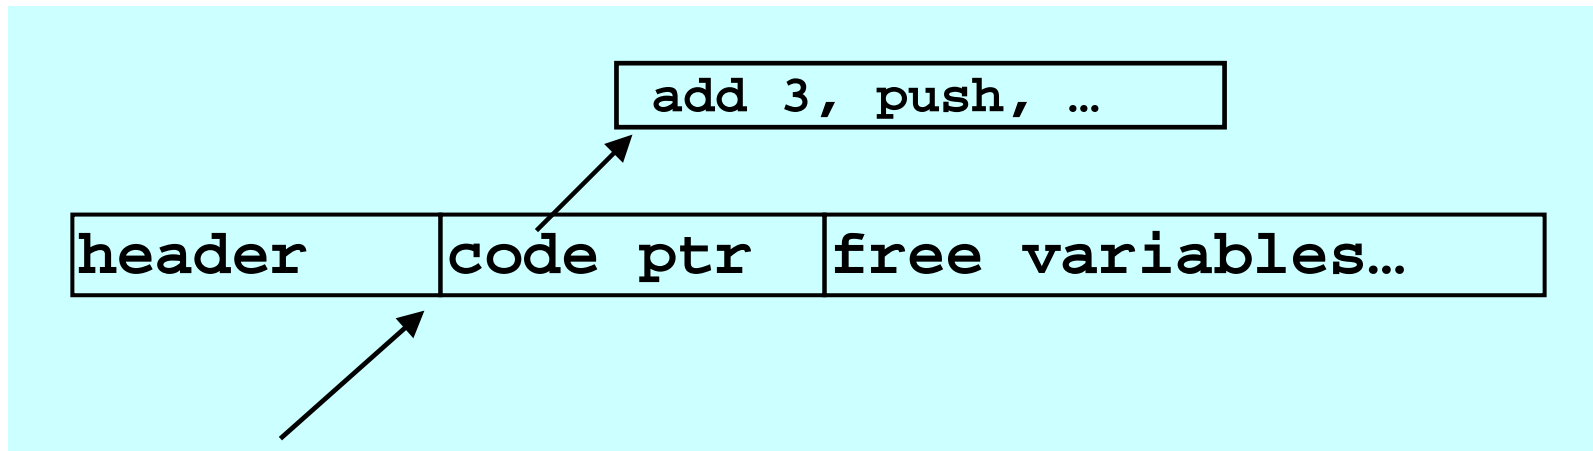 add 3, push, …
header code ptr free variables…